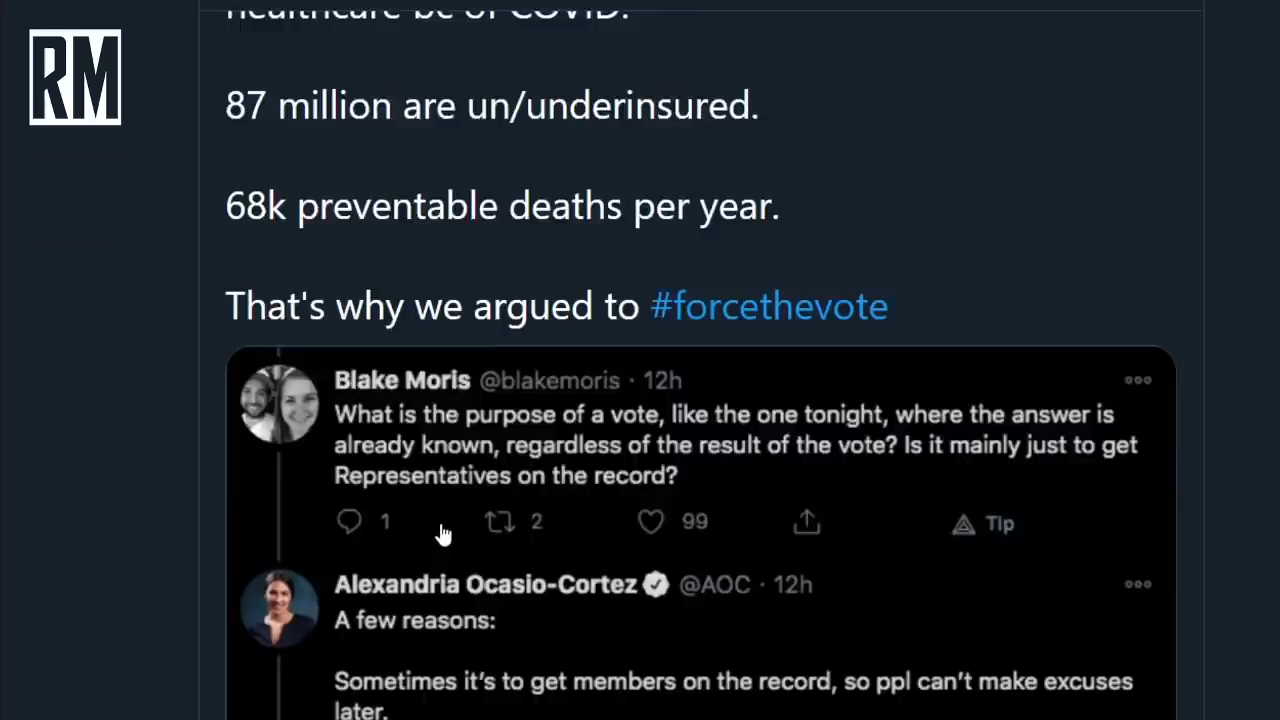 RM
healthcare bc of COVID.
87 million are un/underinsured.
68k preventable deaths per year.
That's why we argued to #forcethevote
Blake Moris @blakemoris · 12h
What is the purpose of a vote, like the one tonight, where the answer is
already known, regardless of the result of the vote? Is it mainly just to get
Representatives on the record?
1 2 99 Tip
Alexandria Ocasio-Cortez @AOC · 12h
A few reasons:
Sometimes it's to get members on the record, so ppl can't make excuses
later.